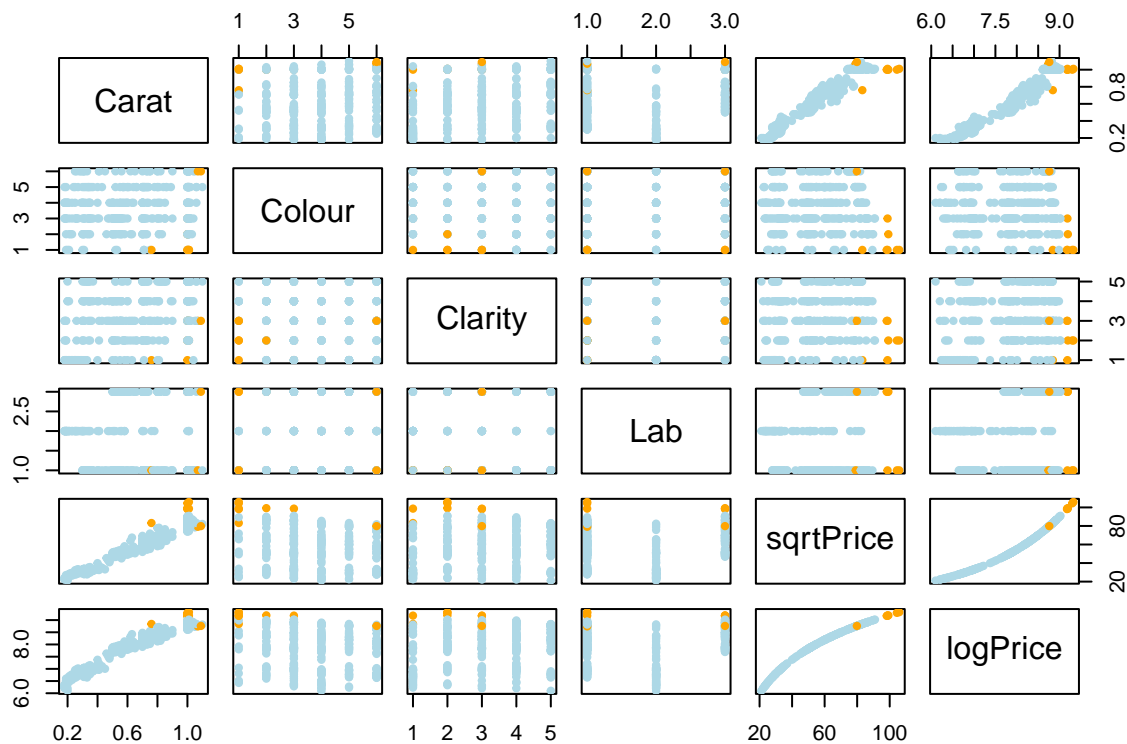 1 3 5 1.0 2.0 3.0 6.0 7.5 9.0
Carat 0.2 0.8
1 3 5 Colour
Clarity 1 3 5
1.0 2.5 Lab
sqrtPrice 20 80
6.0 8.0 logPrice
0.2 0.6 1.0 1 2 3 4 5 20 60 100